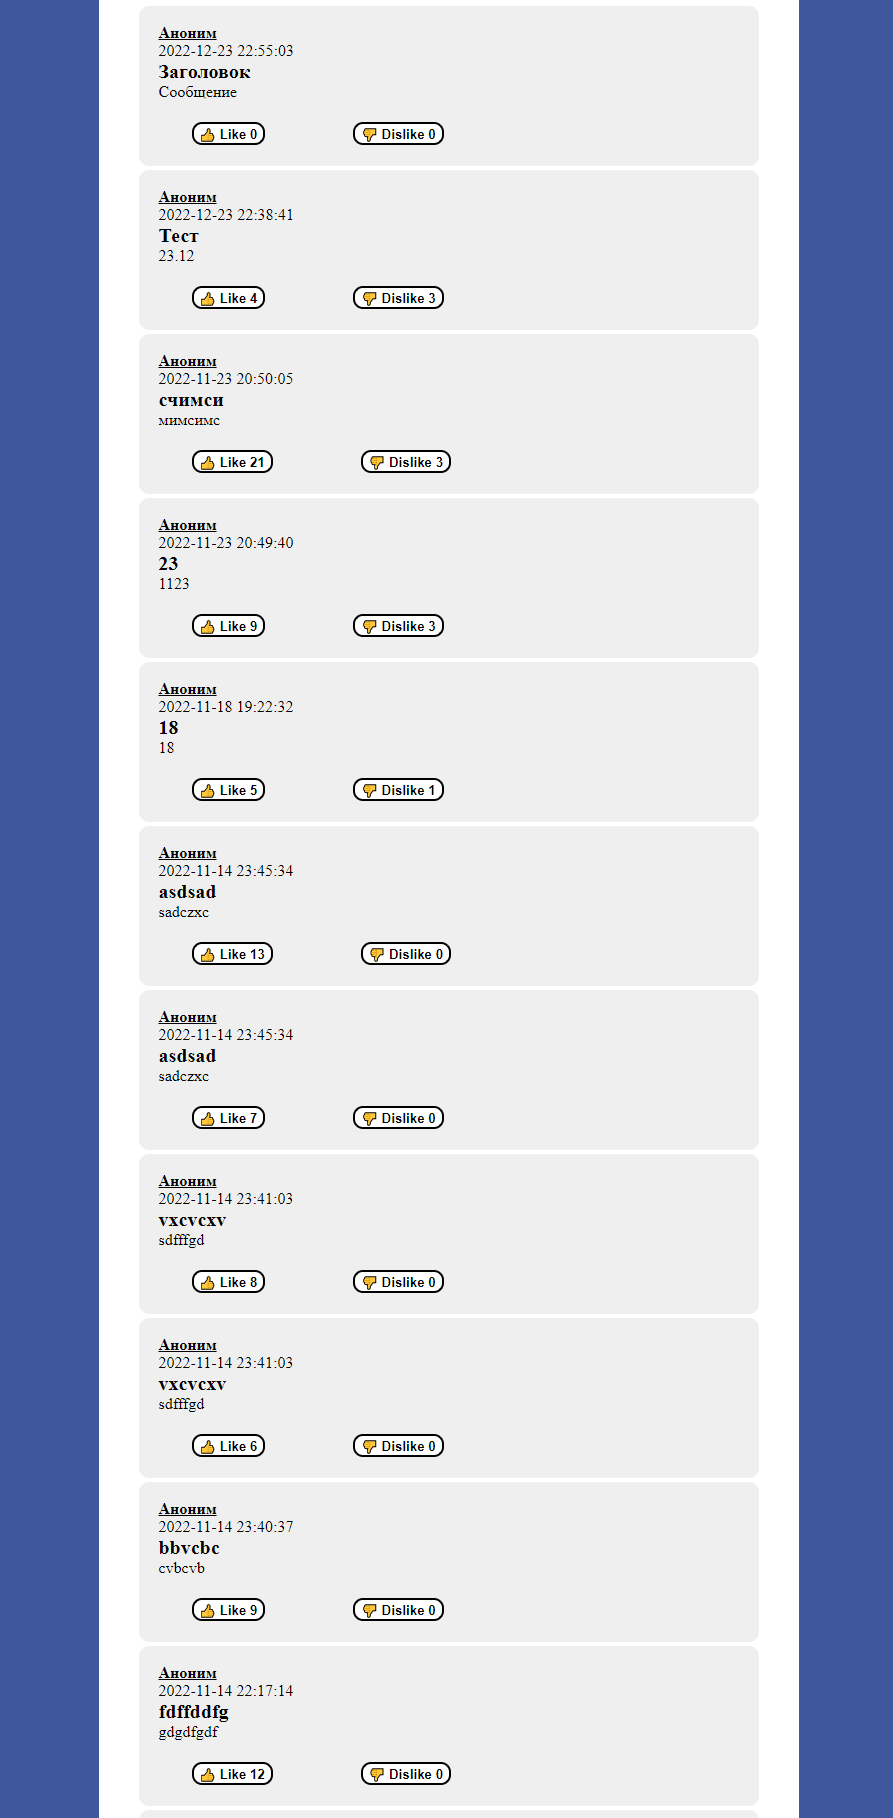 Аноним
2022-12-23 22:55:03
Заголовок
Сообщение
Like 0 Dislike 0
Аноним
2022-12-23 22:38:41
Тест
23.12
Like 4 Dislike 3
Аноним
2022-11-23 20:50:05
счимси
мимсимс
Like 21 Dislike 3
Аноним
2022-11-23 20:49:40
23
1123
Like 9 Dislike 3
Аноним
2022-11-18 19:22:32
18
18
Like 5 Dislike 1
Аноним
2022-11-14 23:45:34
asdsad
sadczxc
Like 13 Dislike 0
Аноним
2022-11-14 23:45:34
asdsad
sadczxc
Like 7 Dislike 0
Аноним
2022-11-14 23:41:03
vxcvcxv
sdfffgd
Like 8 Dislike 0
Аноним
2022-11-14 23:41:03
vxcvcxv
sdfffgd
Like 6 Dislike 0
Аноним
2022-11-14 23:40:37
bbvcbc
cvbcvb
Like 9 Dislike 0
Аноним
2022-11-14 22:17:14
fdffddfg
gdgdfgdf
Like 12 Dislike 0